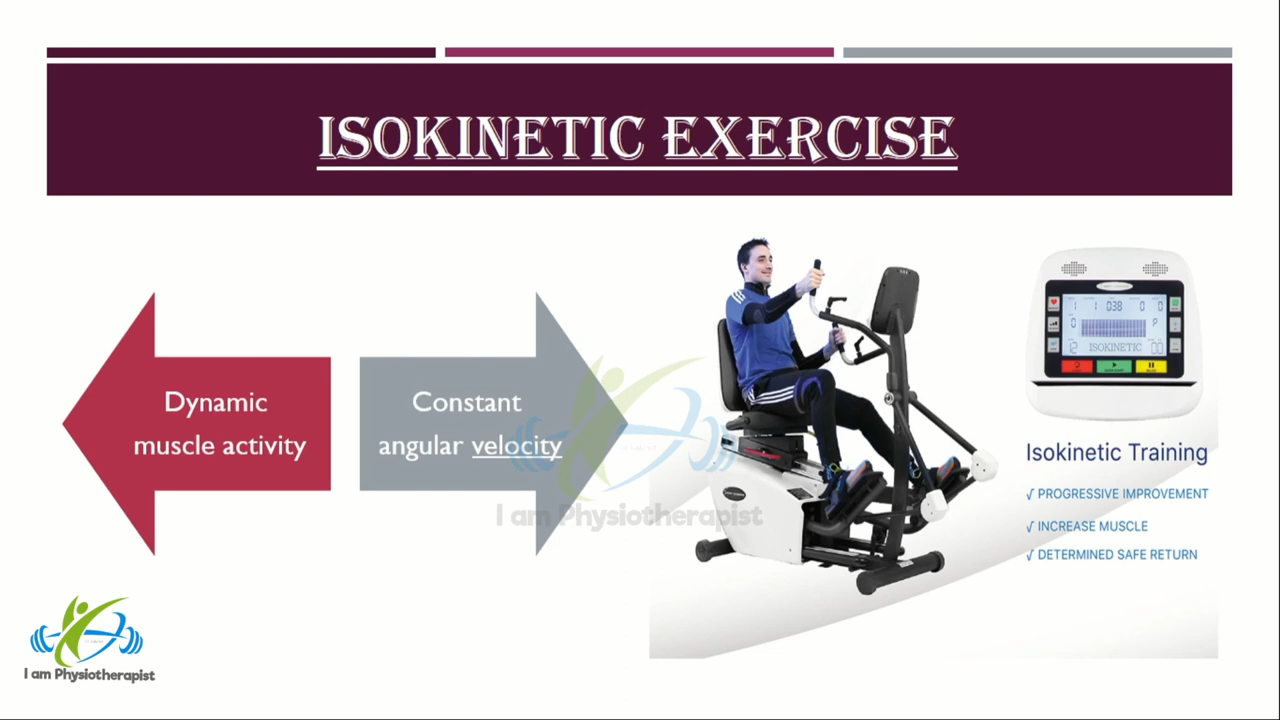 ISOKINETIC EXERCISE
Dynamic
muscle activity
Constant
angular velocity
I am Physiotherapist
ISOKINETIC
Isokinetic Training
√ PROGRESSIVE IMPROVEMENT
√ INCREASE MUSCLE
√ DETERMINED SAFE RETURN
I am Physiotherapist